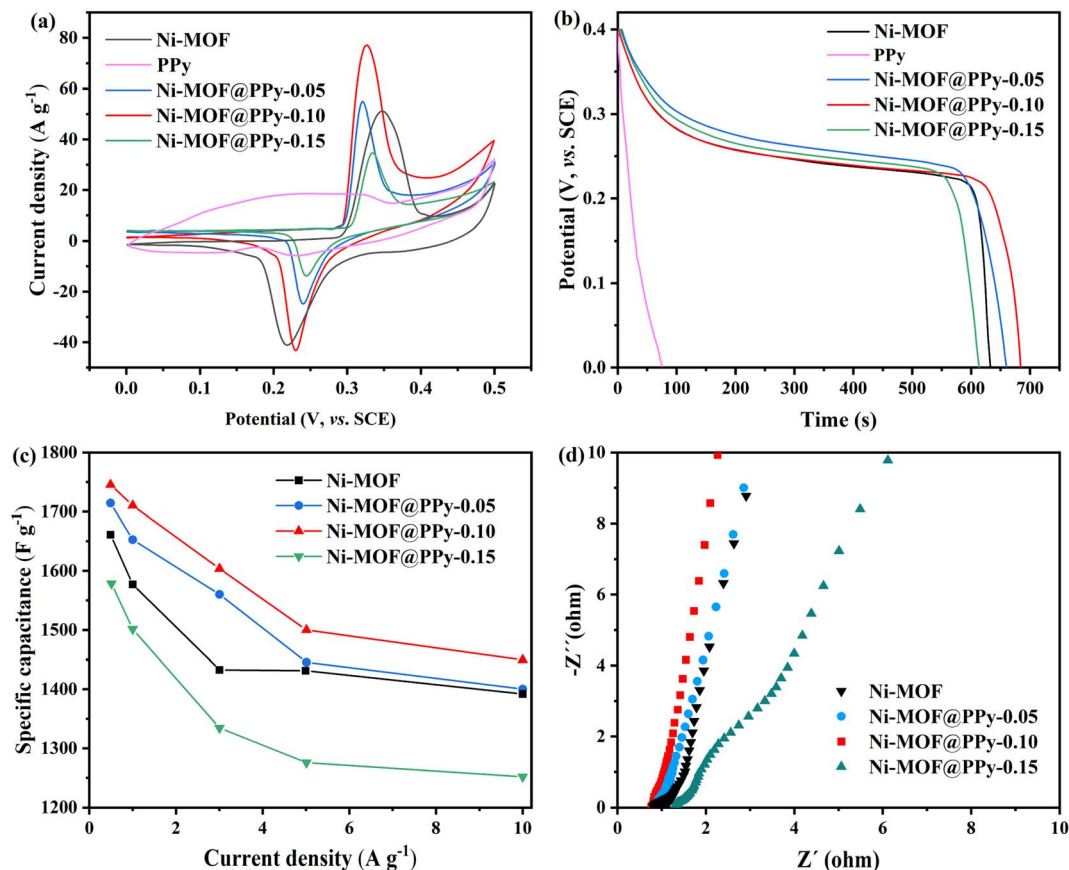 (a)
Ni-MOF
PPy
Ni-MOF@PPy-0.05
Ni-MOF@PPy-0.10
Ni-MOF@PPy-0.15
Current density (A g⁻¹)
80
60
40
20
0
-20
-40
0.0 0.1 0.2 0.3 0.4 0.5
Potential (V, vs. SCE)
(b)
Ni-MOF
PPy
Ni-MOF@PPy-0.05
Ni-MOF@PPy-0.10
Ni-MOF@PPy-0.15
Potential (V, vs. SCE)
0.4
0.3
0.2
0.1
0.0
0 100 200 300 400 500 600 700
Time (s)
(c)
Ni-MOF
Ni-MOF@PPy-0.05
Ni-MOF@PPy-0.10
Ni-MOF@PPy-0.15
Specific capacitance (F g⁻¹)
1800
1700
1600
1500
1400
1300
1200
0 2 4 6 8 10
Current density (A g⁻¹)
(d)
Ni-MOF
Ni-MOF@PPy-0.05
Ni-MOF@PPy-0.10
Ni-MOF@PPy-0.15
-Z´´(ohm)
10
8
6
4
2
0
0 2 4 6 8 10
Z´ (ohm)